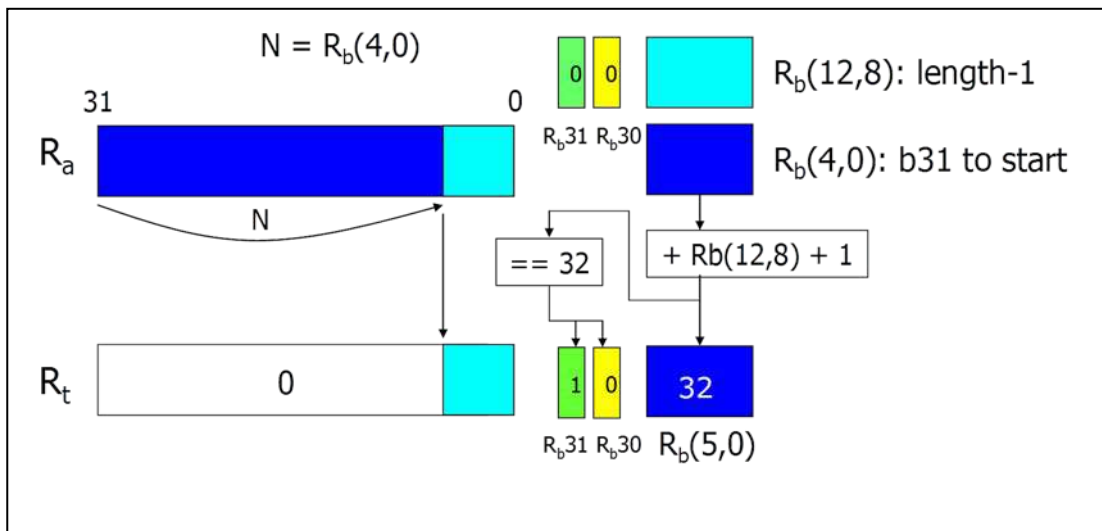 N = Rb(4,0)
0 0
Rb(12,8): length-1
31 0
Rb31 Rb30
Ra
Rb(4,0): b31 to start
N
== 32
+ Rb(12,8) + 1
Rt
0
1 0
32
Rb31 Rb30
Rb(5,0)